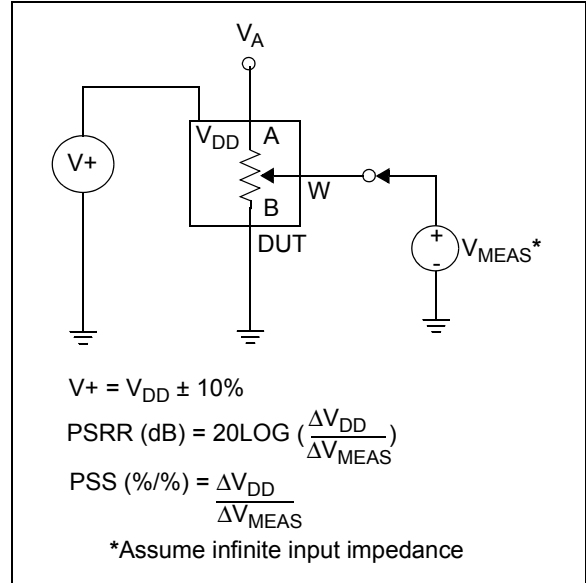 V_A
V_DD A
V+
W
B
DUT
+
-
V_MEAS*
V+ = V_DD ± 10%
PSRR (dB) = 20LOG (ΔV_DD/ΔV_MEAS)
PSS (%/%) = ΔV_DD/ΔV_MEAS
*Assume infinite input impedance